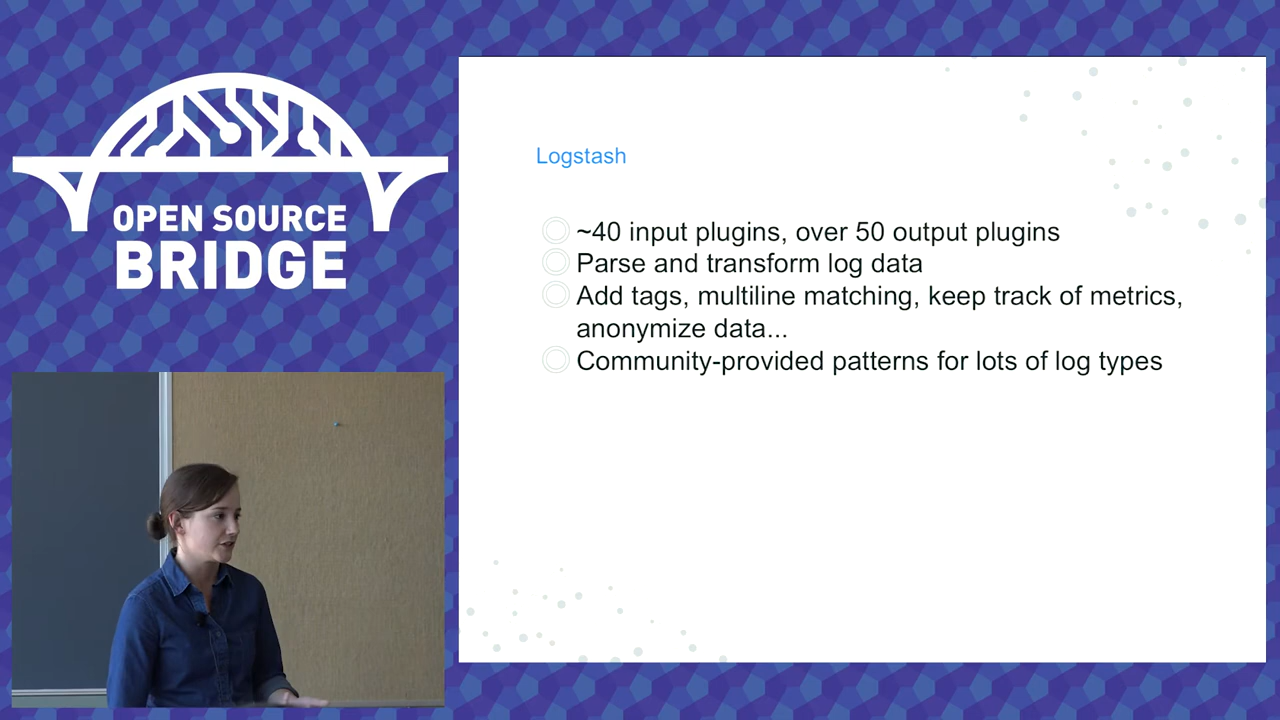 OPEN SOURCE
BRIDGE
Logstash
~40 input plugins, over 50 output plugins
Parse and transform log data
Add tags, multiline matching, keep track of metrics,
anonymize data...
Community-provided patterns for lots of log types